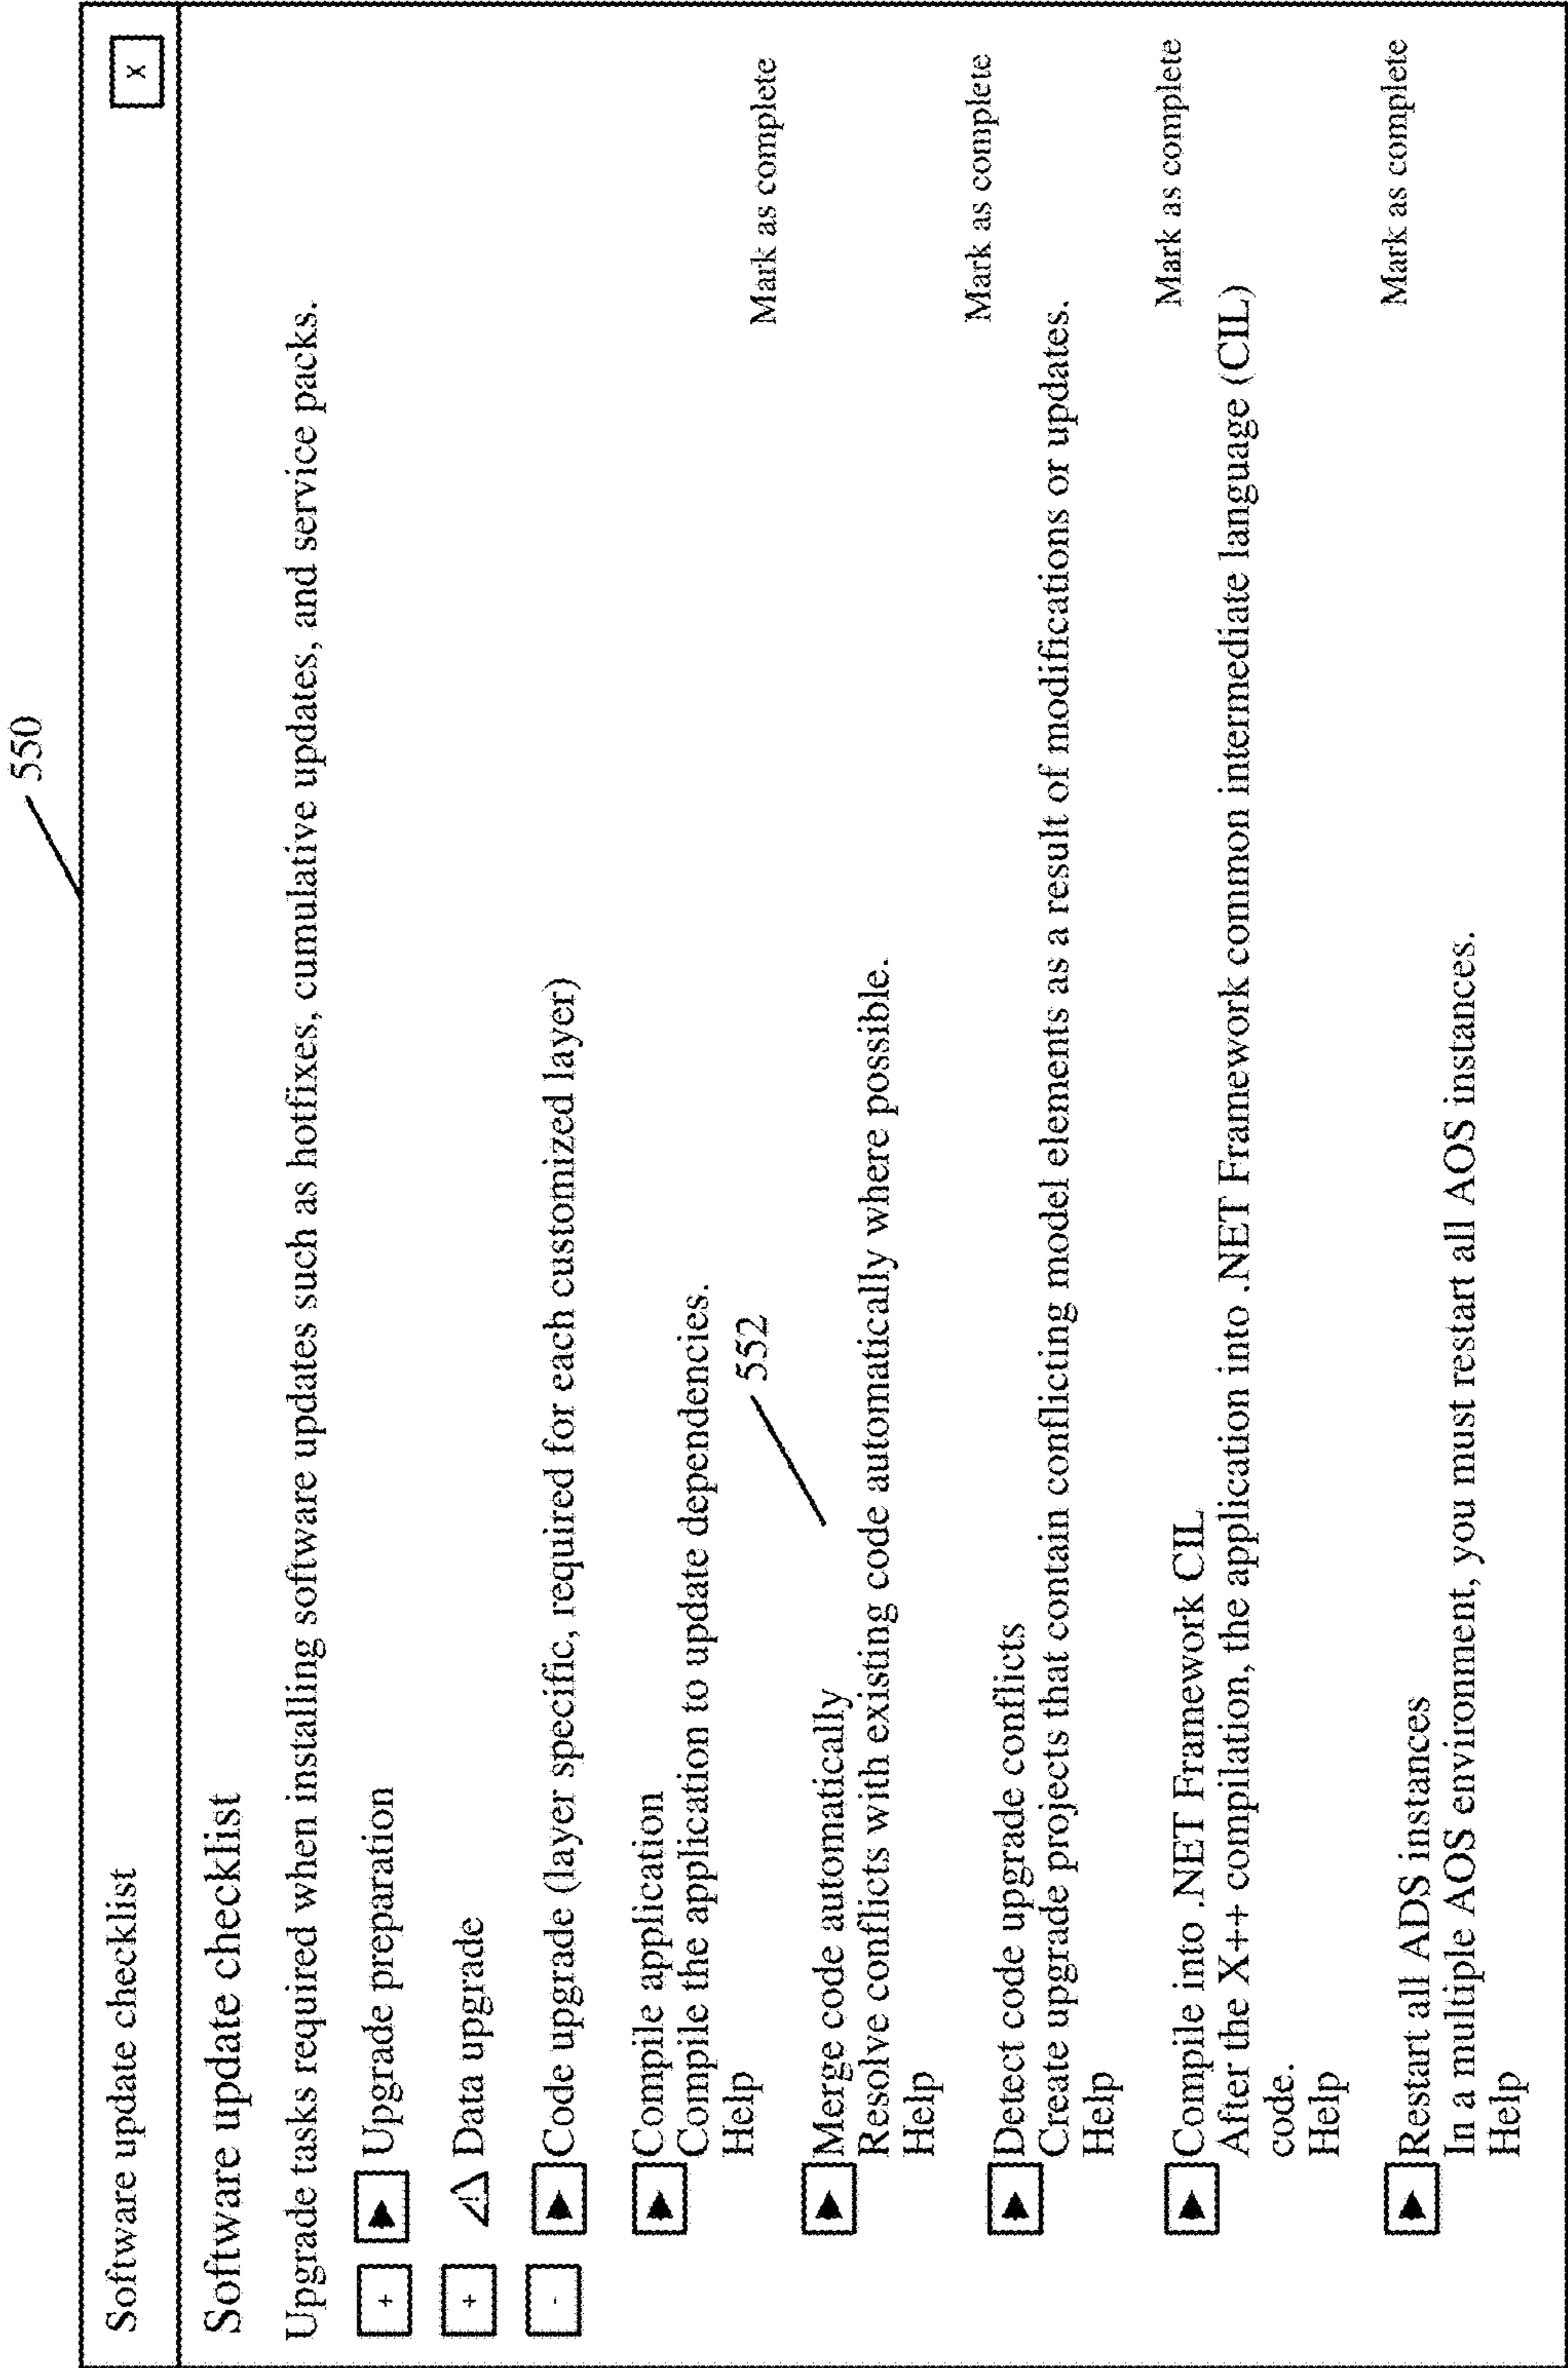 550
Software update checklist
x
Software update checklist
Upgrade tasks required when installing software updates such as hotfixes, cumulative updates, and service packs.
+ Upgrade preparation
+ ! Data upgrade
- Code upgrade (layer specific, required for each customized layer)
Compile application
Compile the application to update dependencies.
Help
Mark as complete
552
Merge code automatically
Resolve conflicts with existing code automatically where possible.
Help
Mark as complete
Detect code upgrade conflicts
Create upgrade projects that contain conflicting model elements as a result of modifications or updates.
Help
Mark as complete
Compile into .NET Framework CIL
After the X++ compilation, the application into .NET Framework common intermediate language (CIL)
code.
Help
Mark as complete
Restart all ADS instances
In a multiple AOS environment, you must restart all AOS instances.
Help